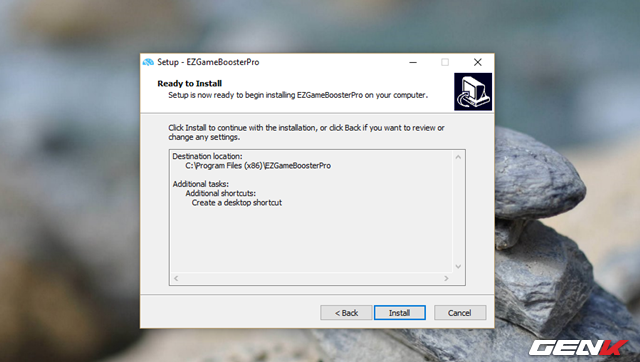 Setup - EZGameBoosterPro
Ready to Install
Setup is now ready to begin installing EZGameBoosterPro on your computer.
Click Install to continue with the installation, or click Back if you want to review or
change any settings.
Destination location:
C:\Program Files (x86)\EZGameBoosterPro
Additional tasks:
Additional shortcuts:
Create a desktop shortcut
< Back
Install
Cancel
GENK